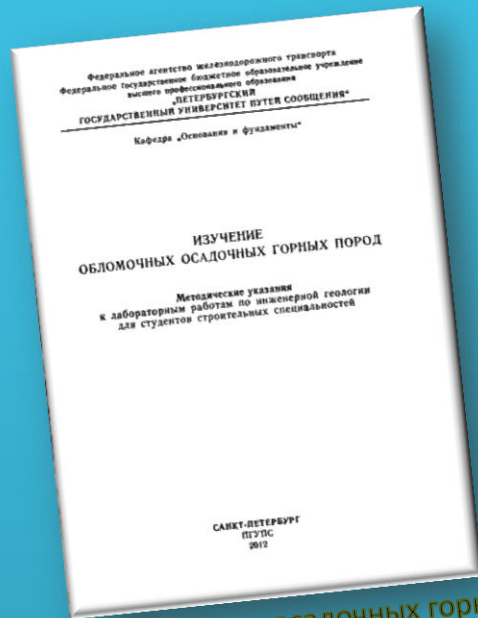 Федеральное агентство железнодорожного транспорта
Федеральное государственное бюджетное образовательное учреждение
высшего профессионального образования
„ПЕТЕРБУРГСКИЙ
ГОСУДАРСТВЕННЫЙ УНИВЕРСИТЕТ ПУТЕЙ СООБЩЕНИЯ“
Кафедра „Основания и фундаменты“
ИЗУЧЕНИЕ
ОБЛОМОЧНЫХ ОСАДОЧНЫХ ГОРНЫХ ПОРОД
Методические указания
к лабораторным работам по инженерной геологии
для студентов строительных специальностей
САНКТ-ПЕТЕРБУРГ
ПГУПС
2012